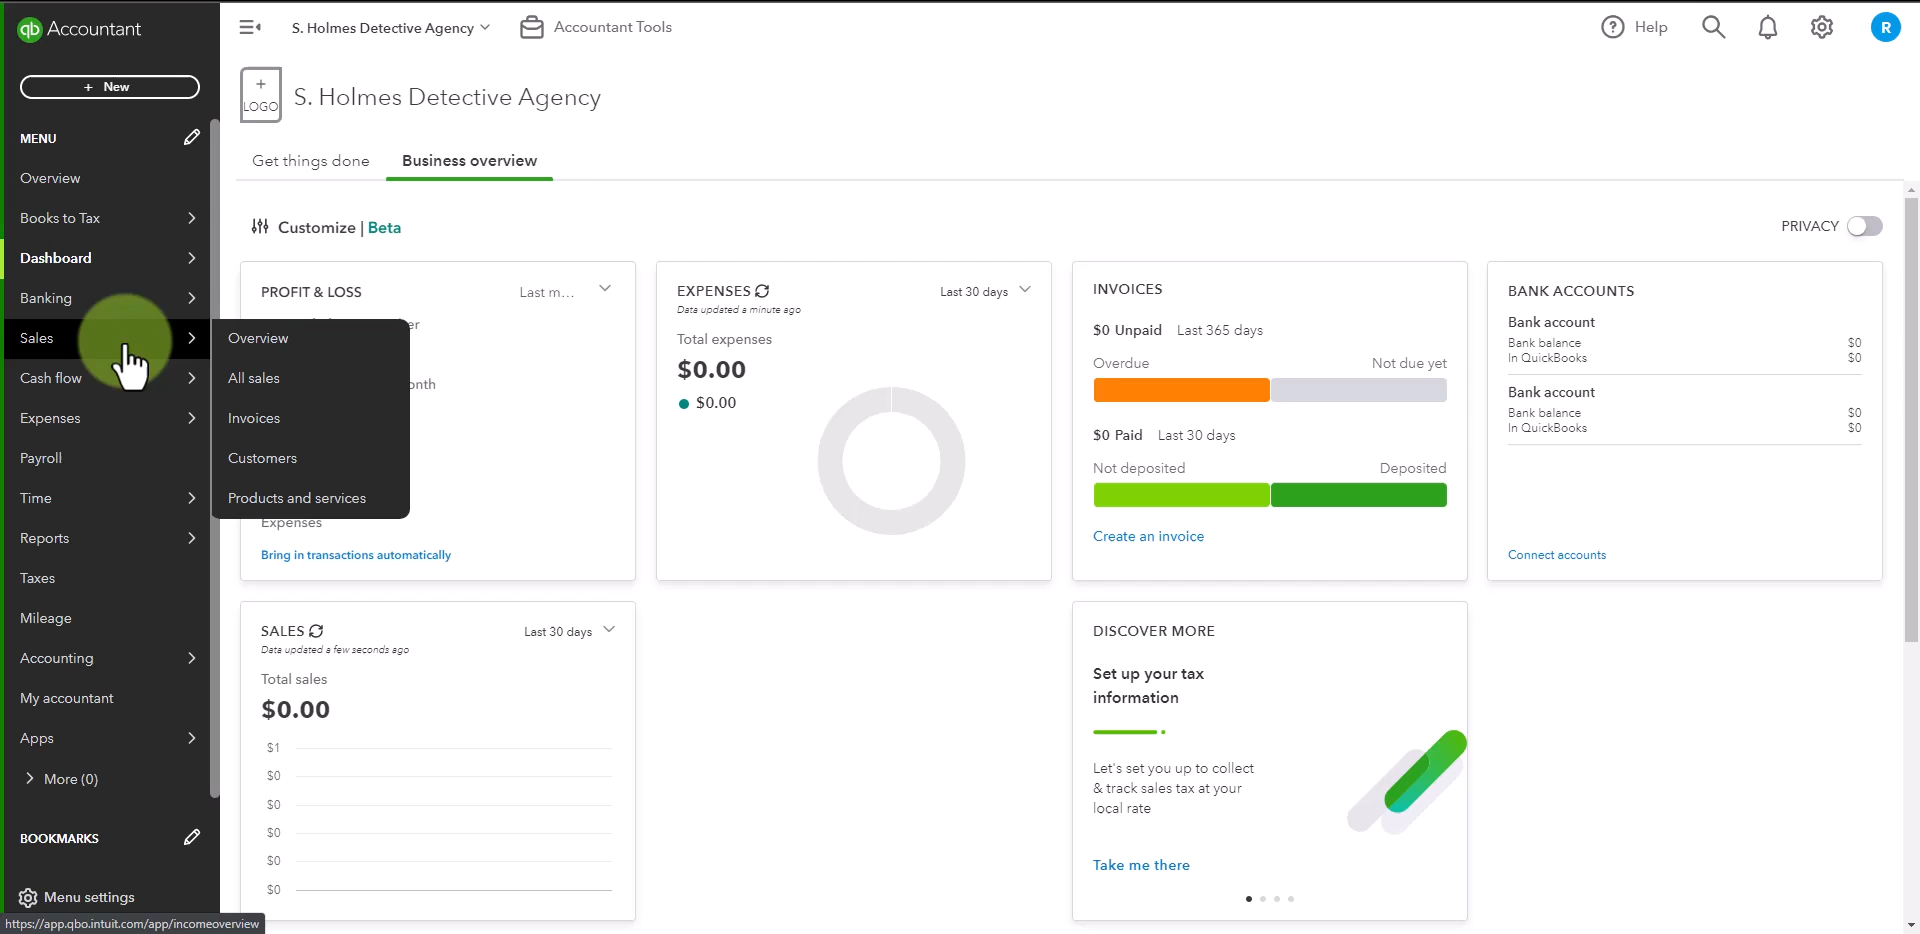 qb Accountant
S. Holmes Detective Agency
Accountant Tools
Help
R
+ New
MENU
Overview
Books to Tax
Dashboard
Banking
Sales
Cash flow
Expenses
Payroll
Time
Reports
Taxes
Mileage
Accounting
My accountant
Apps
More (0)
BOOKMARKS
Menu settings
https://app.qbo.intuit.com/app/incomeoverview
Overview
All sales
Invoices
Customers
Products and services
+
LOGO
S. Holmes Detective Agency
Get things done
Business overview
Customize | Beta
PRIVACY
PROFIT & LOSS
Last m...
Expenses
Bring in transactions automatically
EXPENSES
Last 30 days
Data updated a minute ago
Total expenses
$0.00
$0.00
INVOICES
$0 Unpaid Last 365 days
Overdue Not due yet
$0 Paid Last 30 days
Not deposited Deposited
Create an invoice
BANK ACCOUNTS
Bank account
Bank balance $0
In QuickBooks $0
Bank account
Bank balance $0
In QuickBooks $0
Connect accounts
SALES
Last 30 days
Data updated a few seconds ago
Total sales
$0.00
$1
$0
$0
$0
$0
$0
DISCOVER MORE
Set up your tax
information
Let's set you up to collect
& track sales tax at your
local rate
Take me there